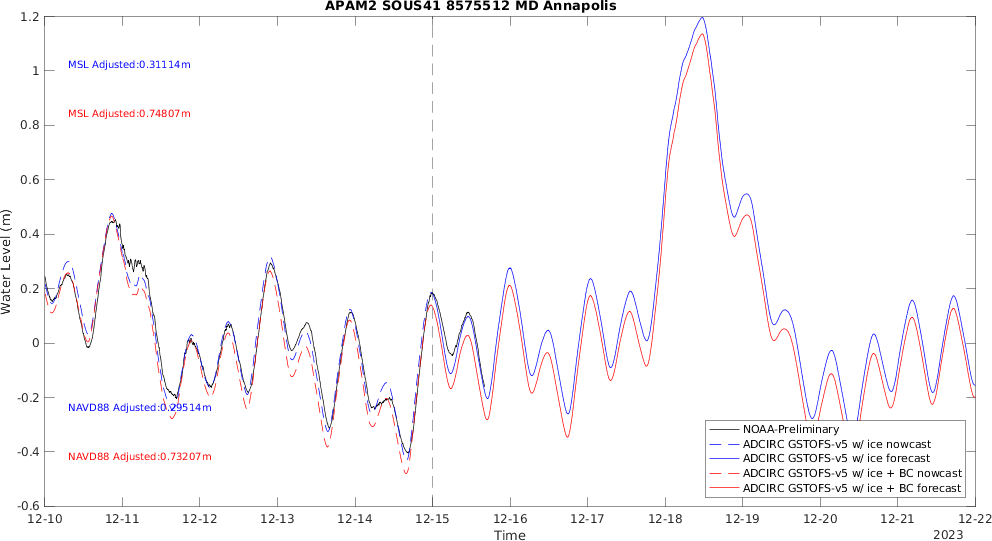 APAM2 SOUS41 8575512 MD Annapolis
1.2
1
0.8
0.6
0.4
0.2
0
-0.2
-0.4
-0.6
Water Level (m)
MSL Adjusted:0.31114m
MSL Adjusted:0.74807m
NAVD88 Adjusted:0.29514m
NAVD88 Adjusted:0.73207m
NOAA-Preliminary
ADCIRC GSTOFS-v5 w/ ice nowcast
ADCIRC GSTOFS-v5 w/ ice forecast
ADCIRC GSTOFS-v5 w/ ice + BC nowcast
ADCIRC GSTOFS-v5 w/ ice + BC forecast
12-10 12-11 12-12 12-13 12-14 12-15 12-16 12-17 12-18 12-19 12-20 12-21 12-22
Time
2023